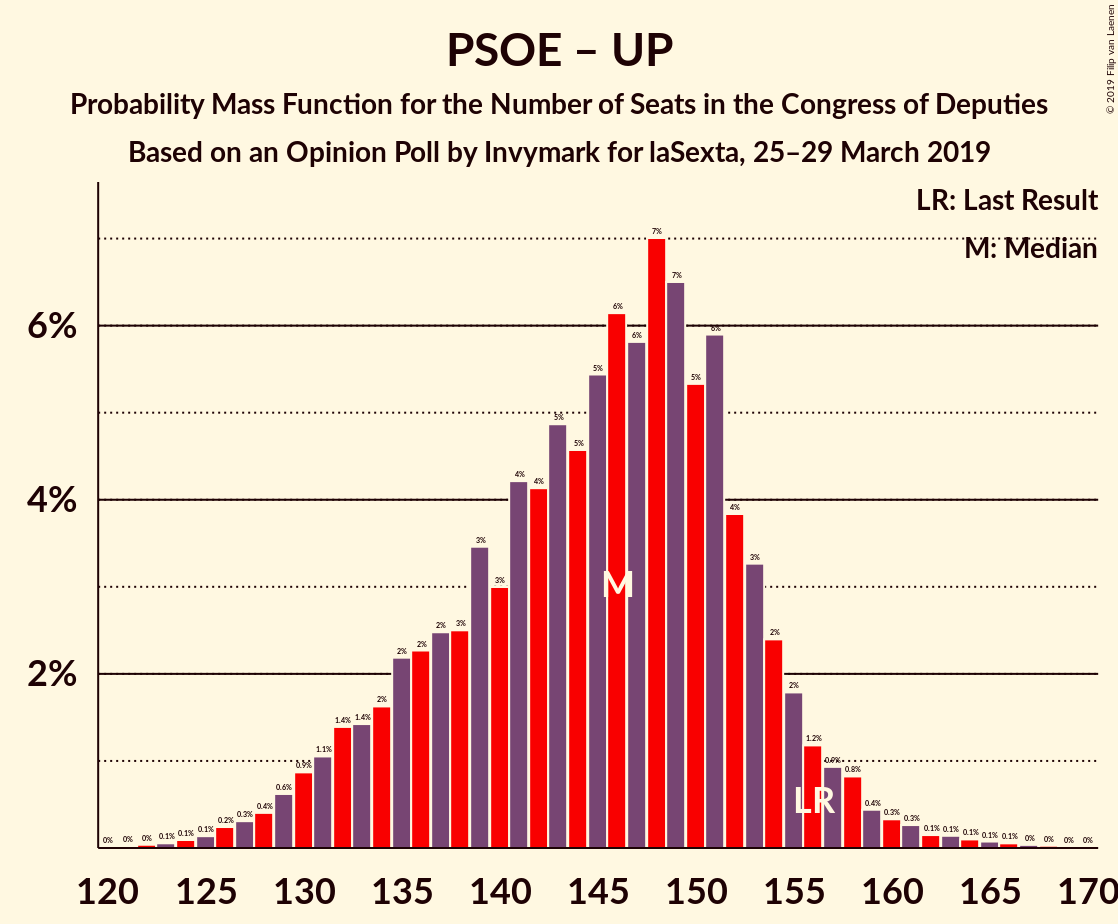 PSOE – UP
Probability Mass Function for the Number of Seats in the Congress of Deputies
Based on an Opinion Poll by Invymark for laSexta, 25–29 March 2019
© 2019 Filip van Laenen
LR: Last Result
M: Median
6%
4%
2%
0% 0% 0% 0.1% 0.1% 0.1% 0.2% 0.3% 0.4% 0.6% 0.9% 1.1% 1.4% 1.4% 2% 2% 2% 2% 3% 3% 3% 4% 4% 5% 5% 5% 6% 6% 7% 7% 5% 6% 4% 3% 2% 2% 1.2% 0.9% 0.8% 0.4% 0.3% 0.3% 0.1% 0.1% 0.1% 0.1% 0.1% 0% 0% 0% 0%
M
LR
120 125 130 135 140 145 150 155 160 165 170